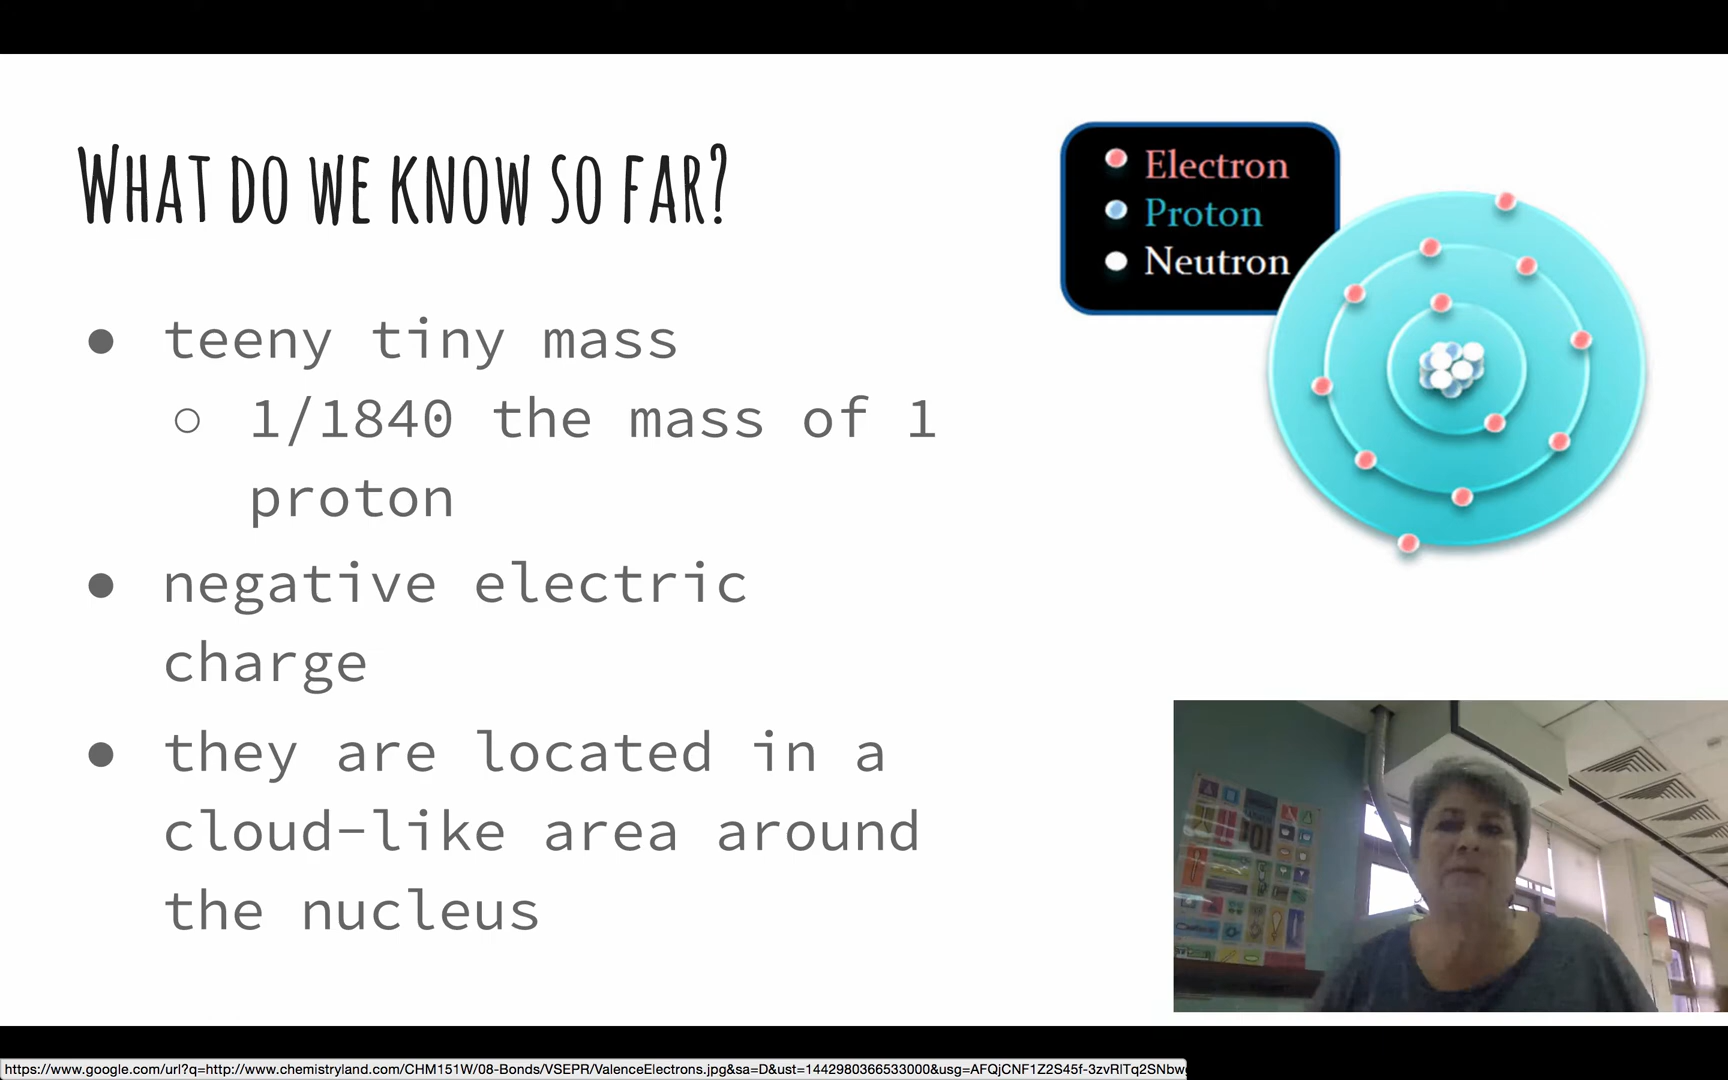 WHAT DO WE KNOW SO FAR?
● teeny tiny mass
○ 1/1840 the mass of 1
proton
● negative electric
charge
● they are located in a
cloud-like area around
the nucleus
Electron
Proton
Neutron
https://www.google.com/url?q=http://www.chemistryland.com/CHM151W/08-Bonds/VSEPR/ValenceElectrons.jpg&sa=D&ust=1442980366533000&usg=AFQjCNF1Z2S45f-3zvRlTq2SNbw